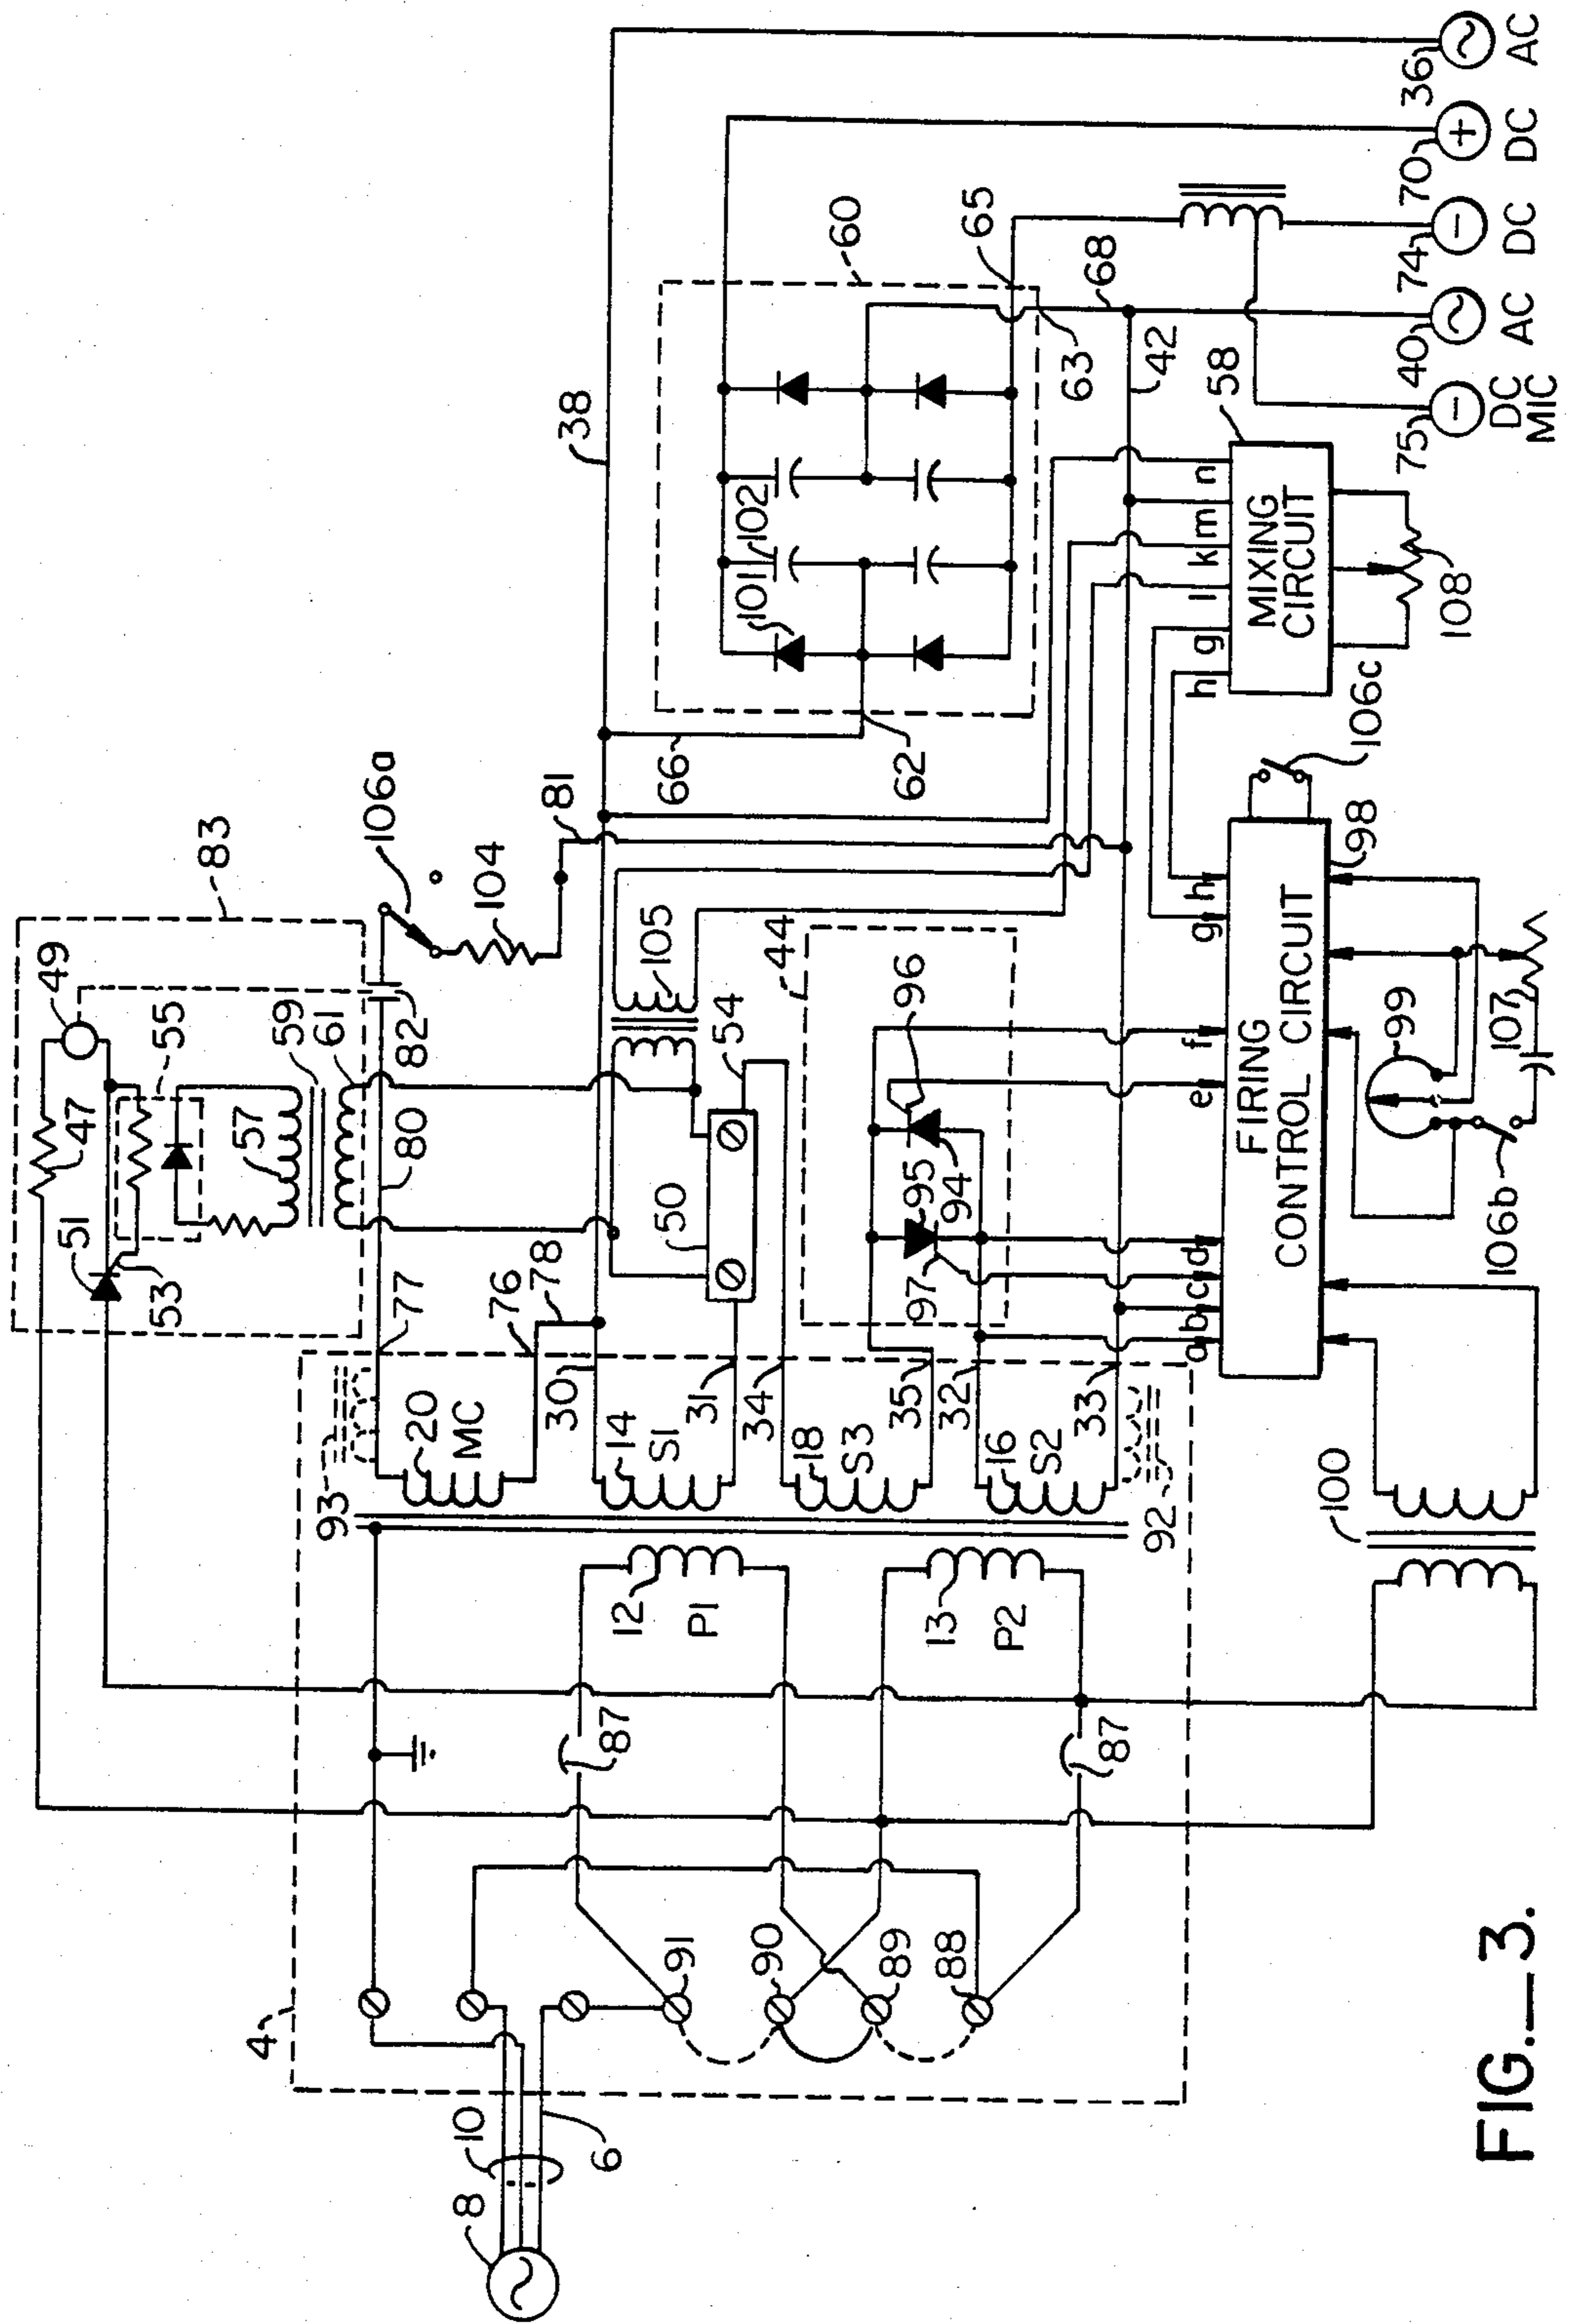 83
49
47
51
53
55
57
59
61
106a
104
81
82
80
77
76
78
38
60
101
102
66
62
65
63
68
42
36
AC
70
DC
74
DC
40
AC
75
DC
MIC
58
n
m
k
l
g
h
MIXING
CIRCUIT
108
106c
105
54
50
44
96
95
94
97
f
e
d
c
b
a
g
h
FIRING
CONTROL CIRCUIT
98
99
107
106b
93
20
MC
30
14
S1
31
34
18
S3
35
32
16
S2
33
92
100
12
P1
13
P2
87
87
91
90
89
88
4
10
6
8
FIG._3.